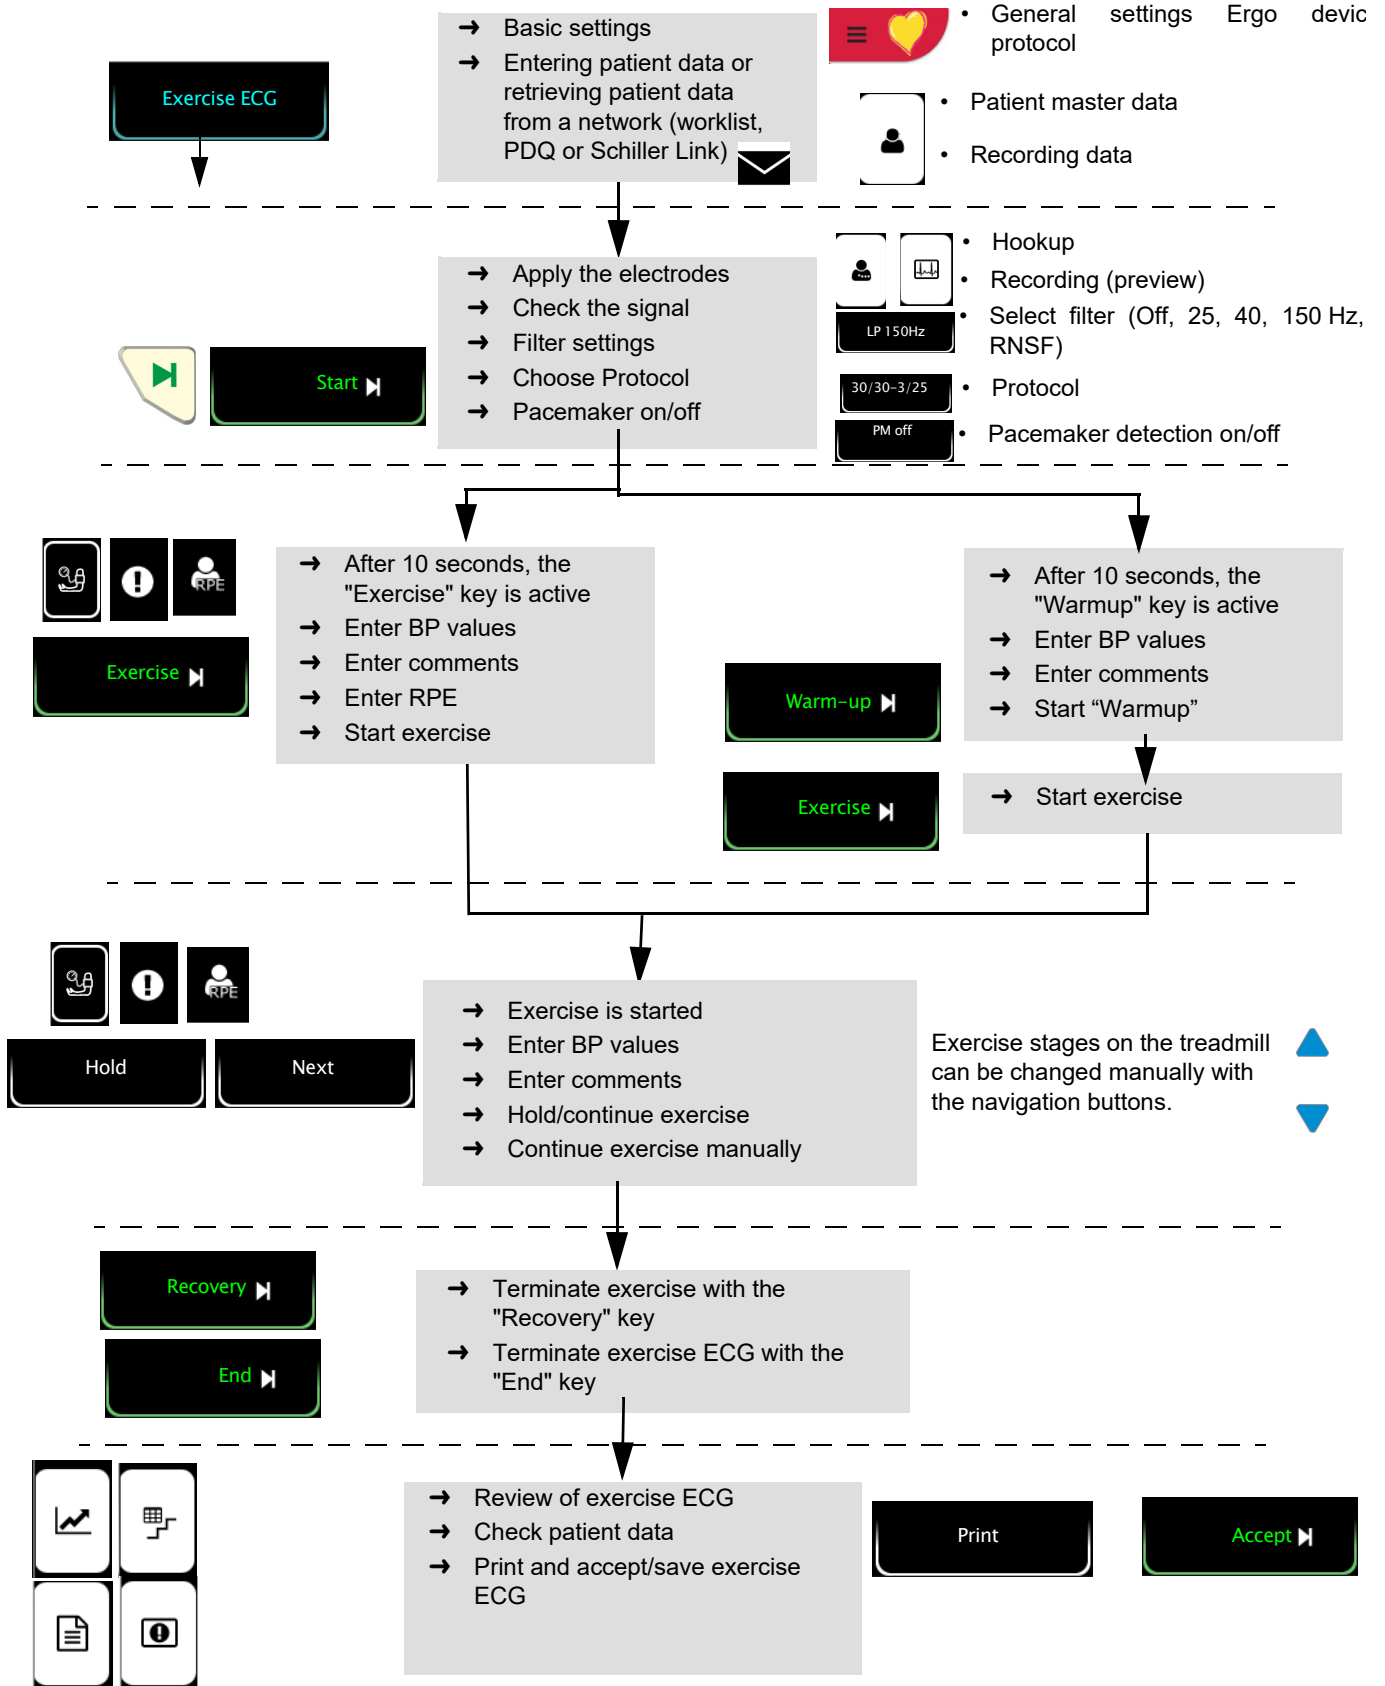 Exercise ECG
➔ Basic settings
➔ Entering patient data or
retrieving patient data
from a network (worklist,
PDQ or Schiller Link)
• General settings Ergo devic
protocol
• Patient master data
• Recording data
Start
➔ Apply the electrodes
➔ Check the signal
➔ Filter settings
➔ Choose Protocol
➔ Pacemaker on/off
• Hookup
• Recording (preview)
LP 150Hz
• Select filter (Off, 25, 40, 150 Hz,
RNSF)
30/30-3/25
• Protocol
PM off
• Pacemaker detection on/off
RPE
Exercise
➔ After 10 seconds, the
"Exercise" key is active
➔ Enter BP values
➔ Enter comments
➔ Enter RPE
➔ Start exercise
Warm-up
Exercise
➔ After 10 seconds, the
"Warmup" key is active
➔ Enter BP values
➔ Enter comments
➔ Start “Warmup”
➔ Start exercise
RPE
Hold
Next
➔ Exercise is started
➔ Enter BP values
➔ Enter comments
➔ Hold/continue exercise
➔ Continue exercise manually
Exercise stages on the treadmill
can be changed manually with
the navigation buttons.
Recovery
End
➔ Terminate exercise with the
"Recovery" key
➔ Terminate exercise ECG with the
"End" key
➔ Review of exercise ECG
➔ Check patient data
➔ Print and accept/save exercise
ECG
Print
Accept